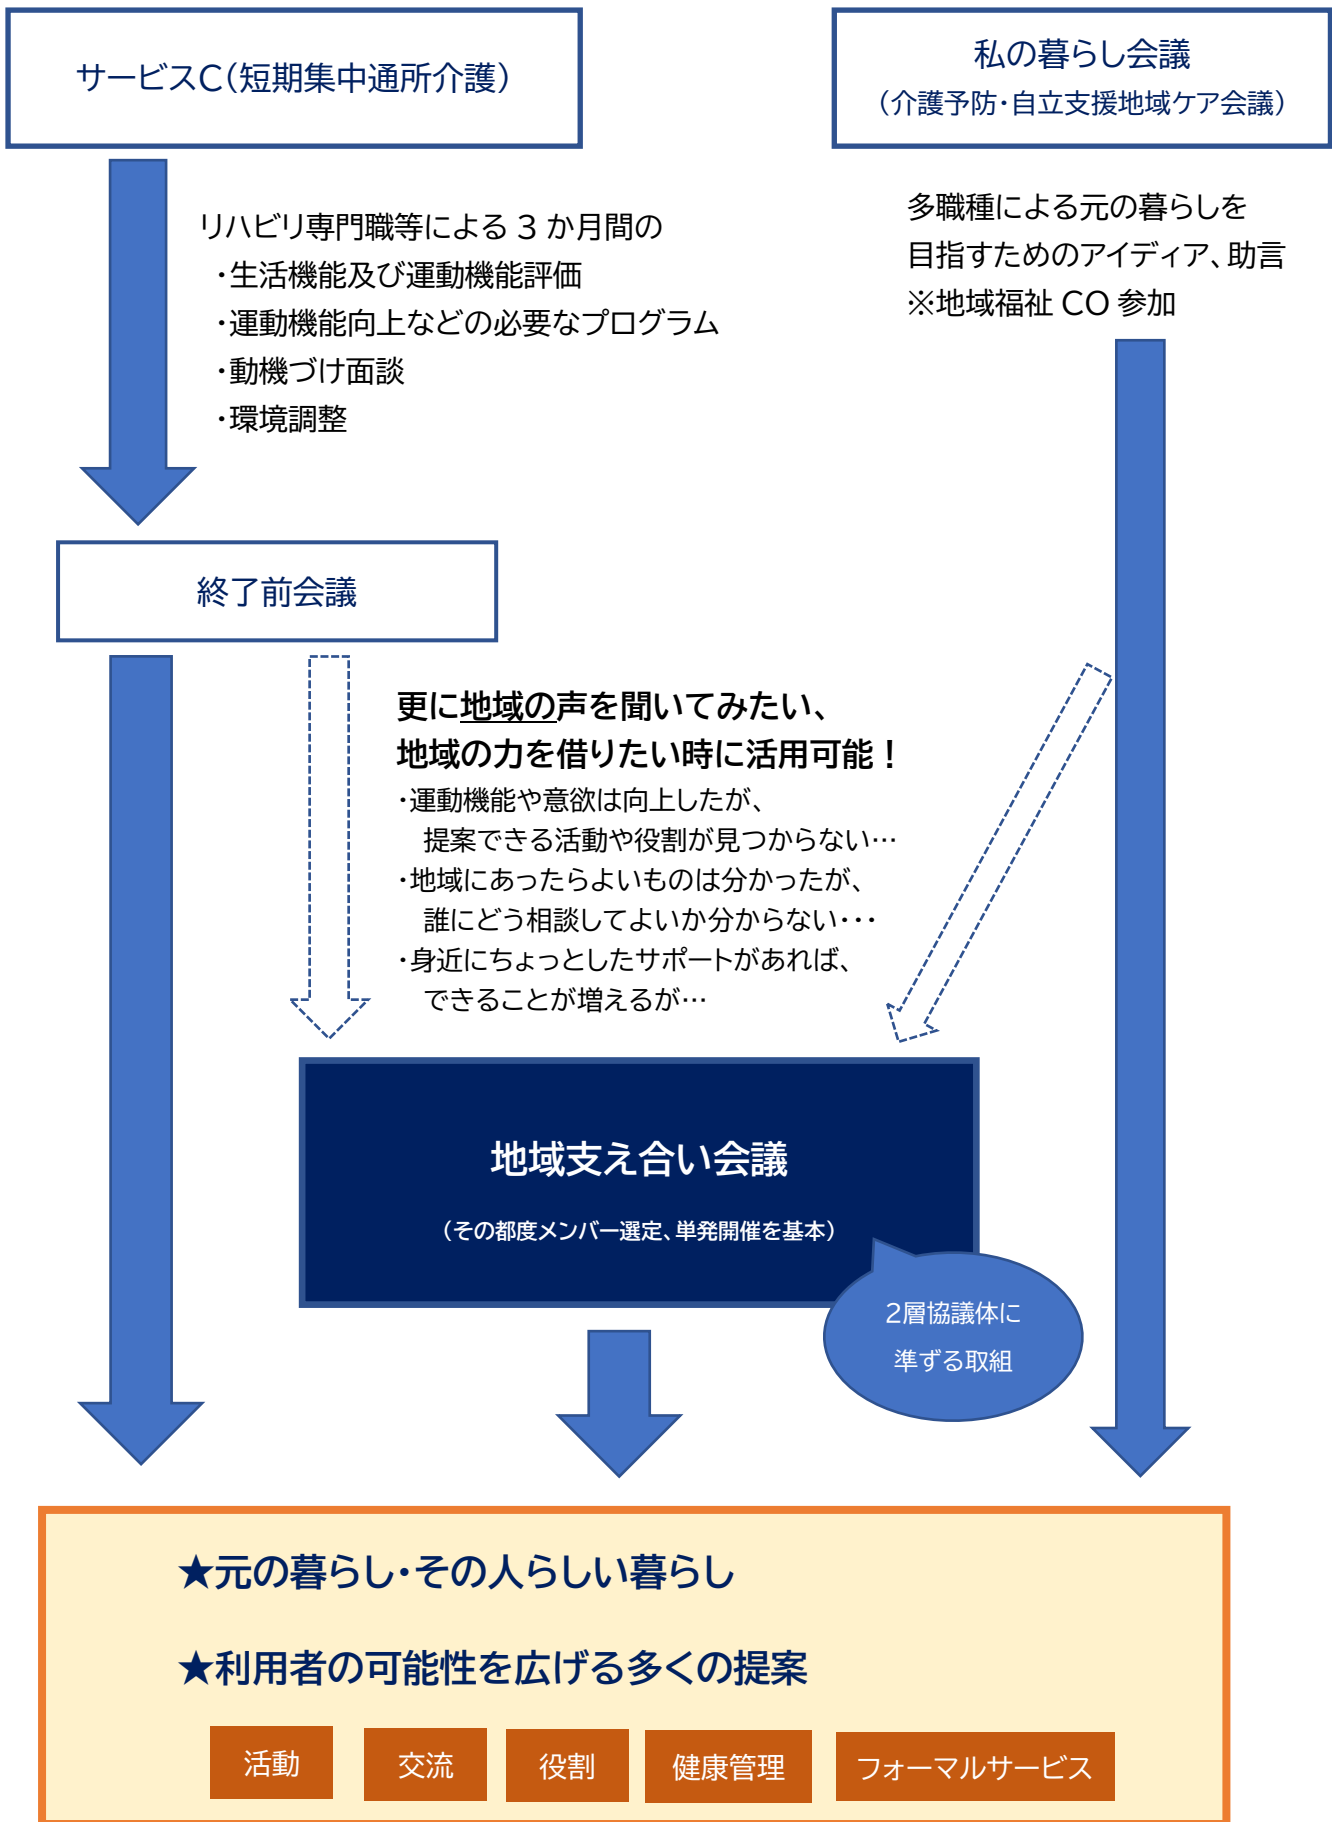 サービスC(短期集中通所介護)
私の暮らし会議
(介護予防・自立支援地域ケア会議)
リハビリ専門職等による 3 か月間の
・生活機能及び運動機能評価
・運動機能向上などの必要なプログラム
・動機づけ面談
・環境調整
多職種による元の暮らしを
目指すためのアイディア、助言
※地域福祉 CO 参加
終了前会議
更に地域の声を聞いてみたい、
地域の力を借りたい時に活用可能！
・運動機能や意欲は向上したが、
提案できる活動や役割が見つからない…
・地域にあったらよいものは分かったが、
誰にどう相談してよいか分からない・・・
・身近にちょっとしたサポートがあれば、
できることが増えるが…
地域支え合い会議
(その都度メンバー選定、単発開催を基本)
2層協議体に
準ずる取組
★元の暮らし・その人らしい暮らし
★利用者の可能性を広げる多くの提案
活動
交流
役割
健康管理
フォーマルサービス